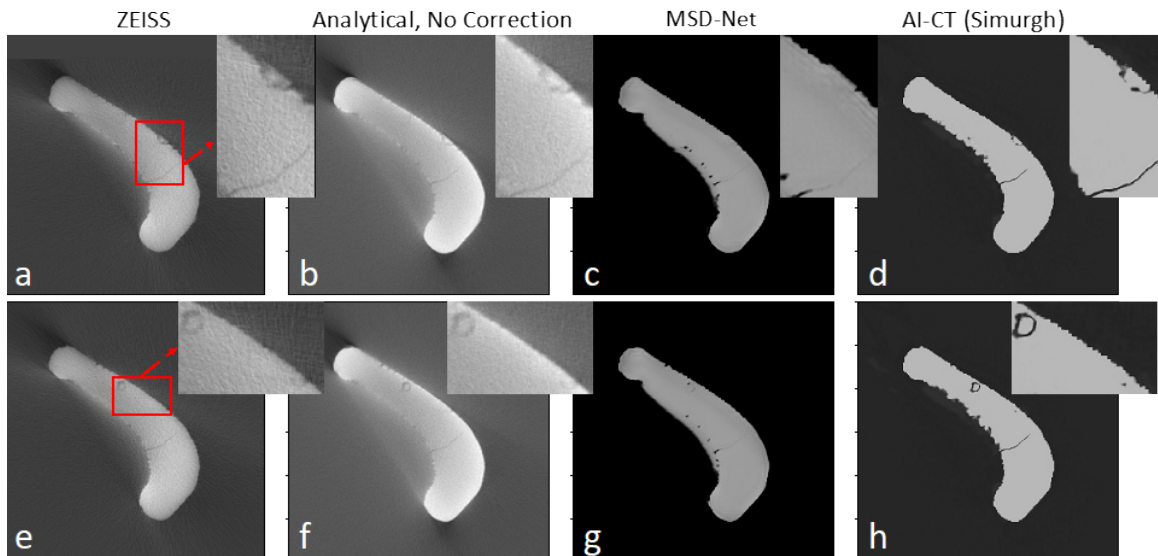 ZEISS Analytical, No Correction MSD-Net AI-CT (Simurgh)
a b c d
e f g h